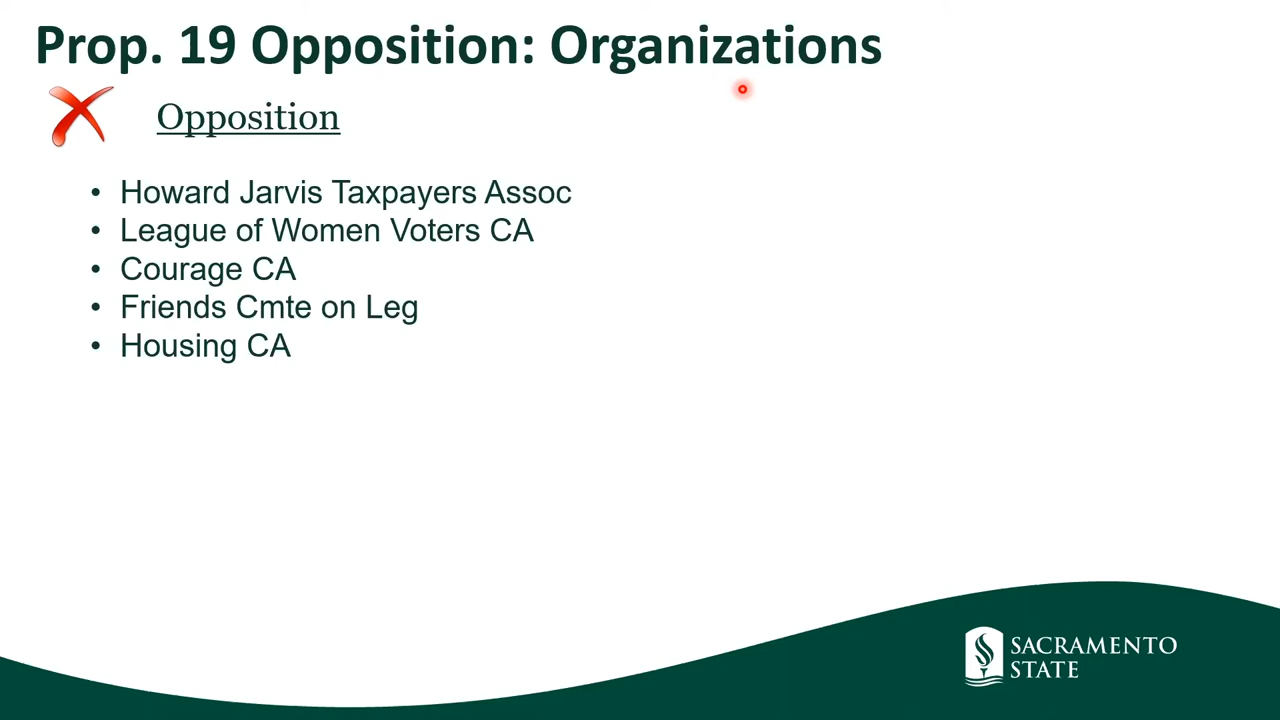 Prop. 19 Opposition: Organizations
Opposition
• Howard Jarvis Taxpayers Assoc
• League of Women Voters CA
• Courage CA
• Friends Cmte on Leg
• Housing CA
SACRAMENTO
STATE